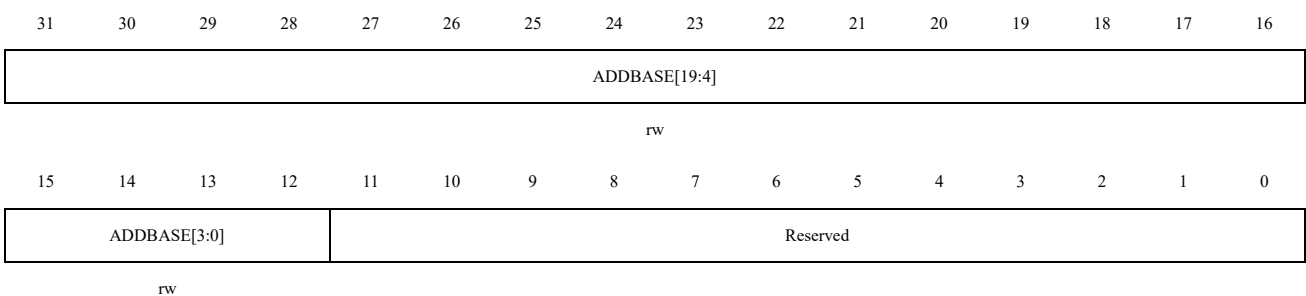 31 30 29 28 27 26 25 24 23 22 21 20 19 18 17 16
ADDBASE[19:4]
rw
15 14 13 12 11 10 9 8 7 6 5 4 3 2 1 0
ADDBASE[3:0] Reserved
rw